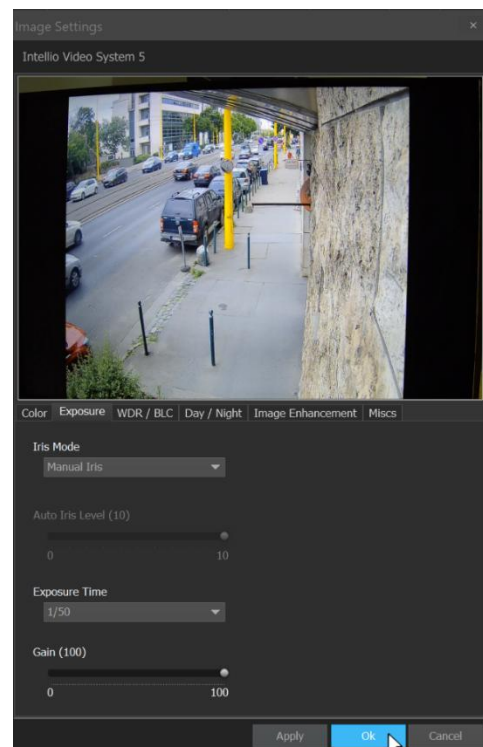 Image Settings
Intellio Video System 5
Color Exposure WDR / BLC Day / Night Image Enhancement Miscs
Iris Mode
Manual Iris
Auto Iris Level (10)
0 10
Exposure Time
1/50
Gain (100)
0 100
Apply Ok Cancel